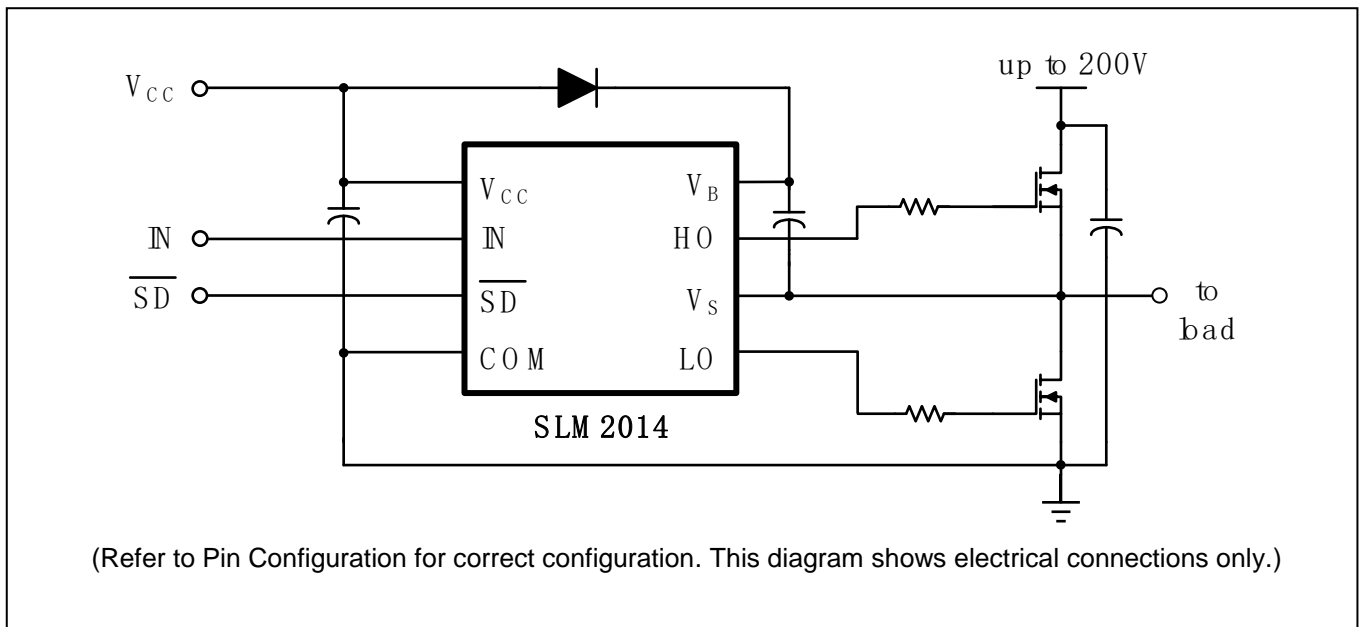 up to 200V
VCC
VCC
VB
IN
IN
HO
SD
SD
VS
to
load
COM
LO
SLM 2014
(Refer to Pin Configuration for correct configuration. This diagram shows electrical connections only.)